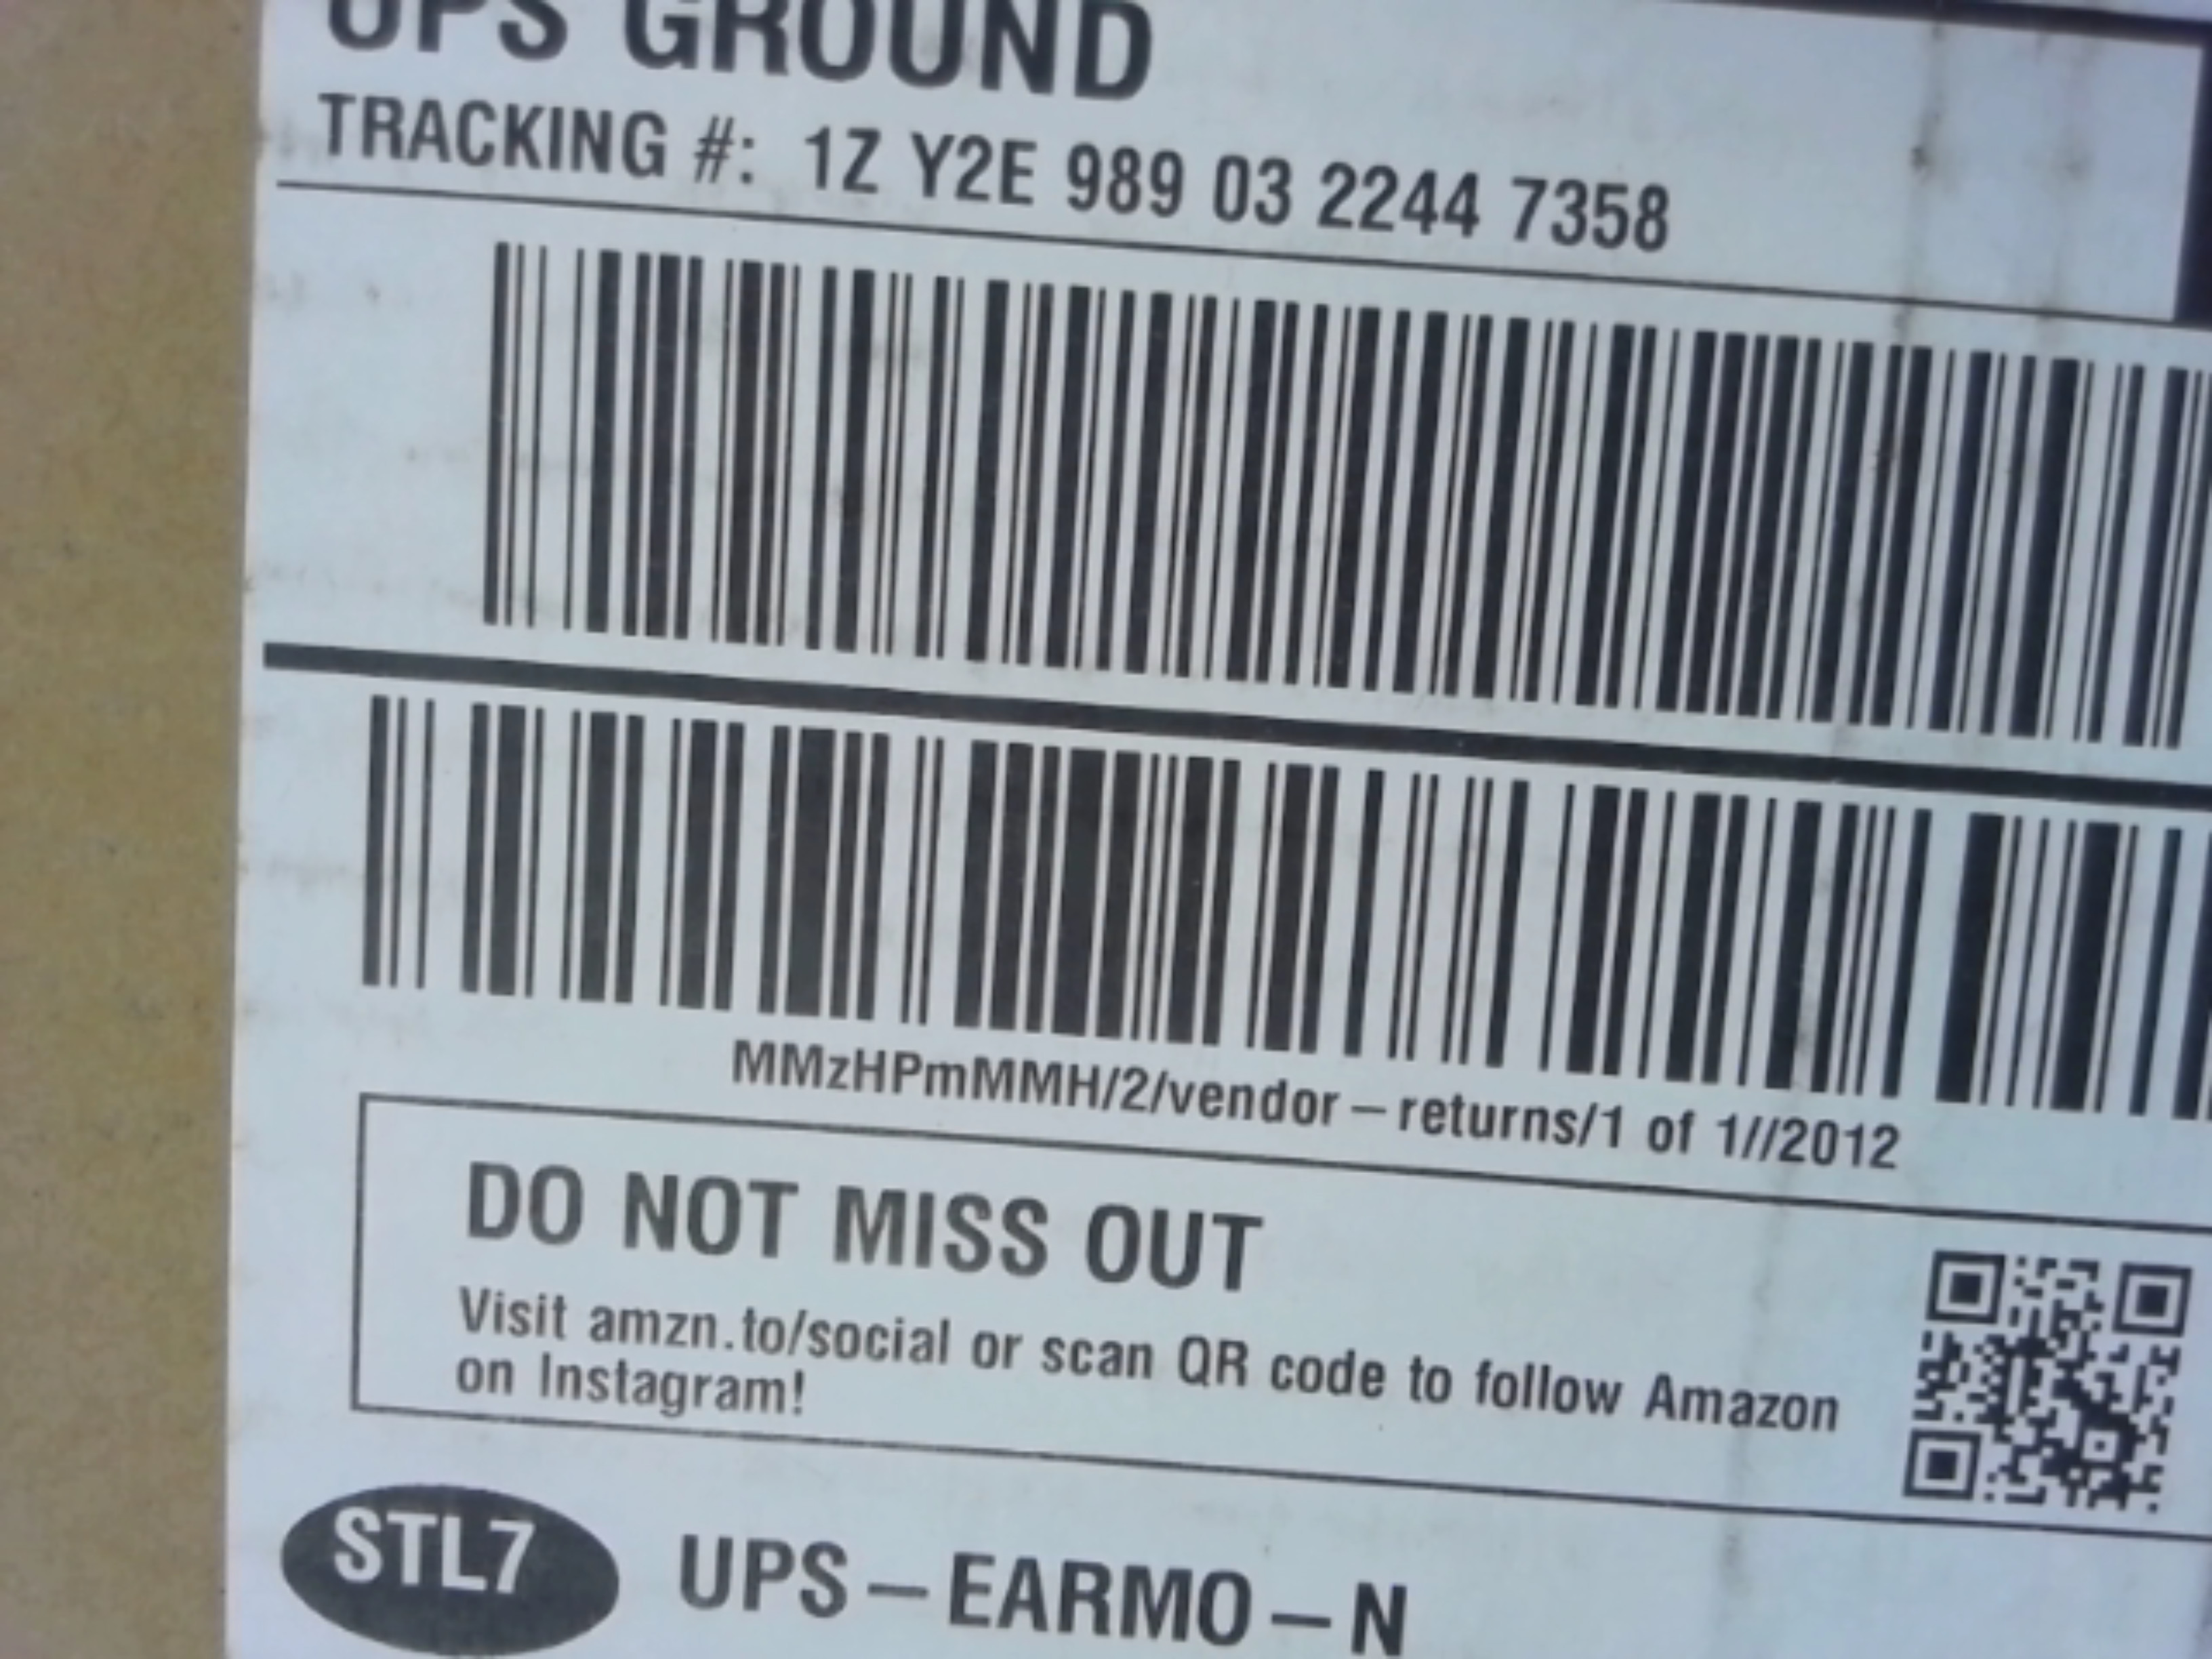 UPS GROUND
TRACKING #: 1Z Y2E 989 03 2244 7358
MMzHPmMMH/2/vendor-returns/1 of 1//2012
DO NOT MISS OUT
Visit amzn.to/social or scan QR code to follow Amazon
on Instagram!
STL7 UPS-EARMO-N